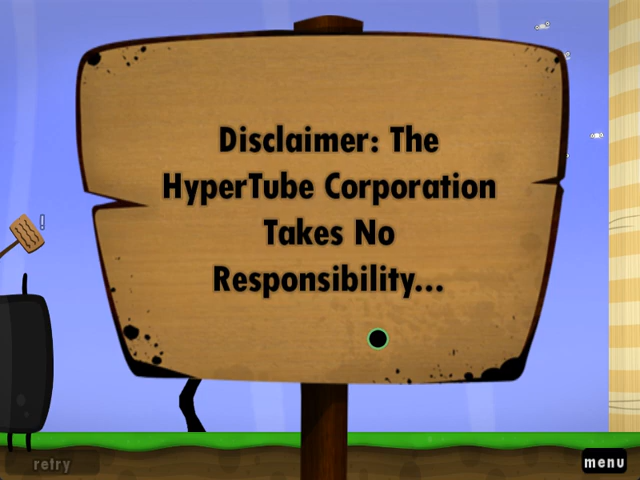 Disclaimer: The
HyperTube Corporation
Takes No
Responsibility...
!
retry
menu